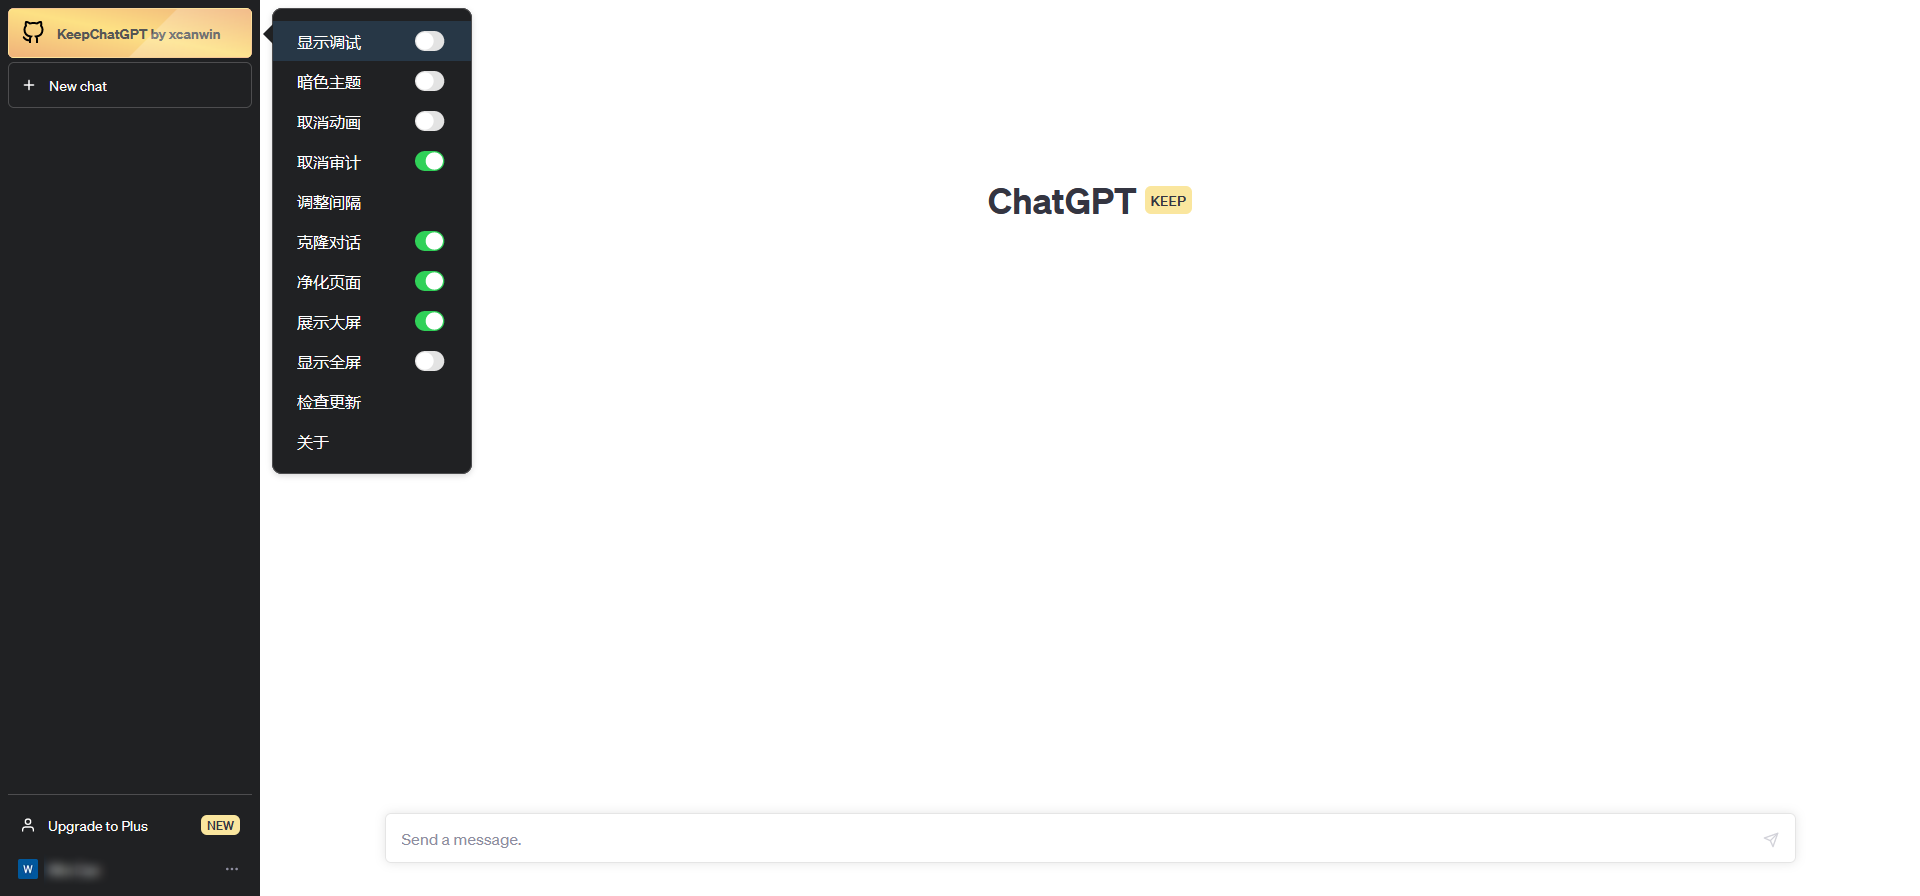 KeepChatGPT by xcanwin
New chat
显示调试
暗色主题
取消动画
取消审计
调整间隔
克隆对话
净化页面
展示大屏
显示全屏
检查更新
关于
ChatGPT KEEP
Send a message.
Upgrade to Plus NEW
W